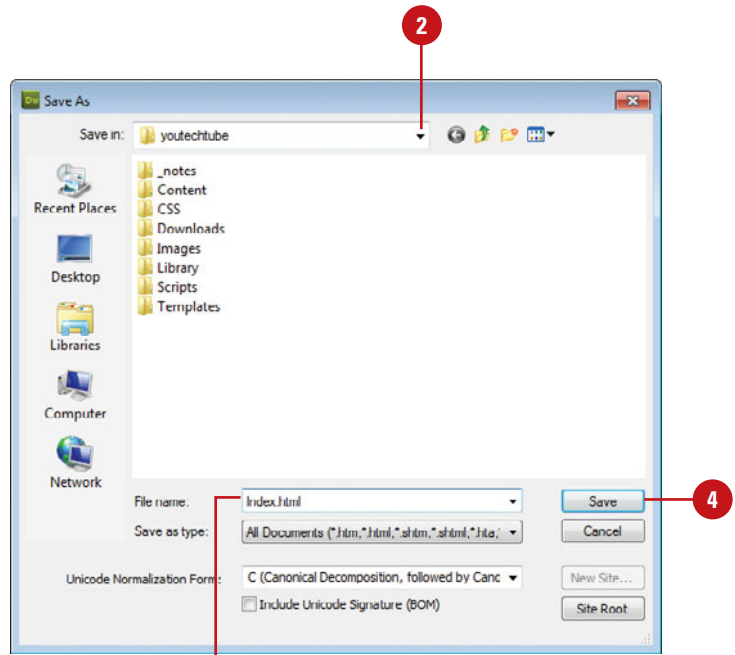 2
Dw Save As
Save in: youtechtube
_notes
Content
CSS
Downloads
Images
Library
Scripts
Templates
Recent Places
Desktop
Libraries
Computer
Network
File name: Index.html Save 4
Save as type: All Documents (*.htm,*.html,*.shtm,*.shtml,*.hta,* Cancel
Unicode Normalization Form: C (Canonical Decomposition, followed by Canc New Site...
Include Unicode Signature (BOM) Site Root